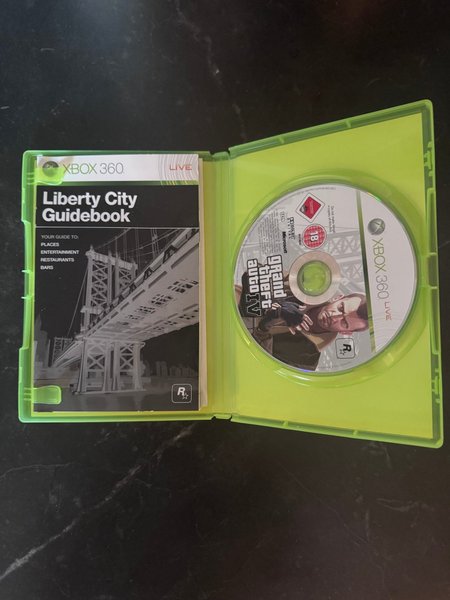 XBOX 360
LIVE
Liberty City
Guidebook
YOUR GUIDE TO:
PLACES
ENTERTAINMENT
RESTAURANTS
BARS
R
grand
theft
auto
IV
18
Microsoft
XBOX 360
LIVE
R